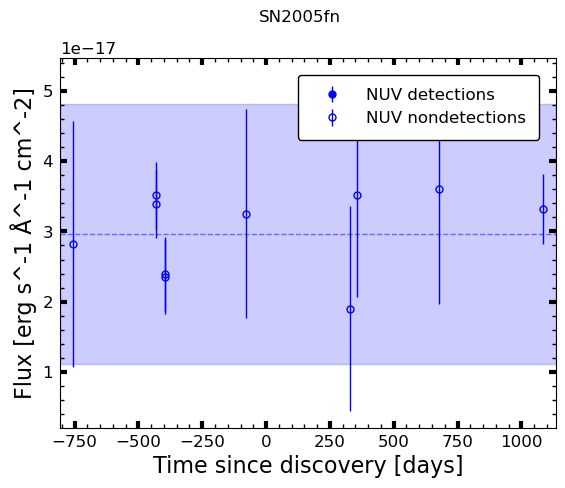 SN2005fn
1e−17
NUV detections
NUV nondetections
5
4
3
2
1
Flux [erg s^-1 Å^-1 cm^-2]
−750 −500 −250 0 250 500 750 1000
Time since discovery [days]